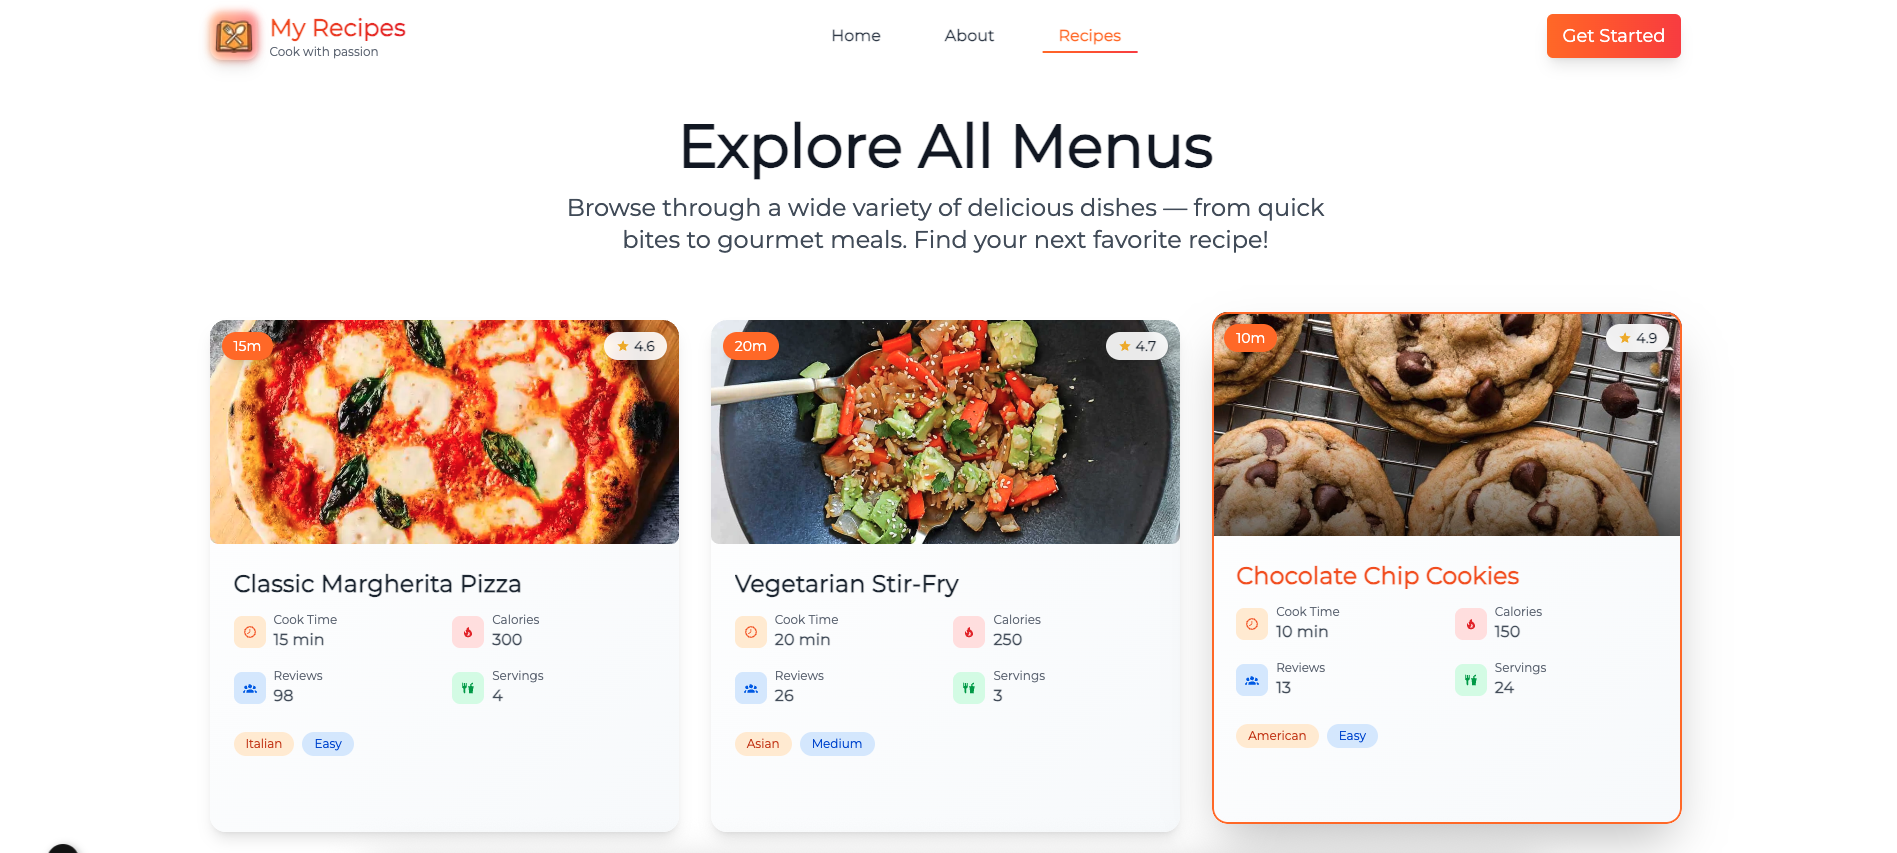 My Recipes
Cook with passion
Home
About
Recipes
Get Started
Explore All Menus
Browse through a wide variety of delicious dishes — from quick
bites to gourmet meals. Find your next favorite recipe!
15m
4.6
Classic Margherita Pizza
Cook Time
15 min
Calories
300
Reviews
98
Servings
4
Italian
Easy
20m
4.7
Vegetarian Stir-Fry
Cook Time
20 min
Calories
250
Reviews
26
Servings
3
Asian
Medium
10m
4.9
Chocolate Chip Cookies
Cook Time
10 min
Calories
150
Reviews
13
Servings
24
American
Easy